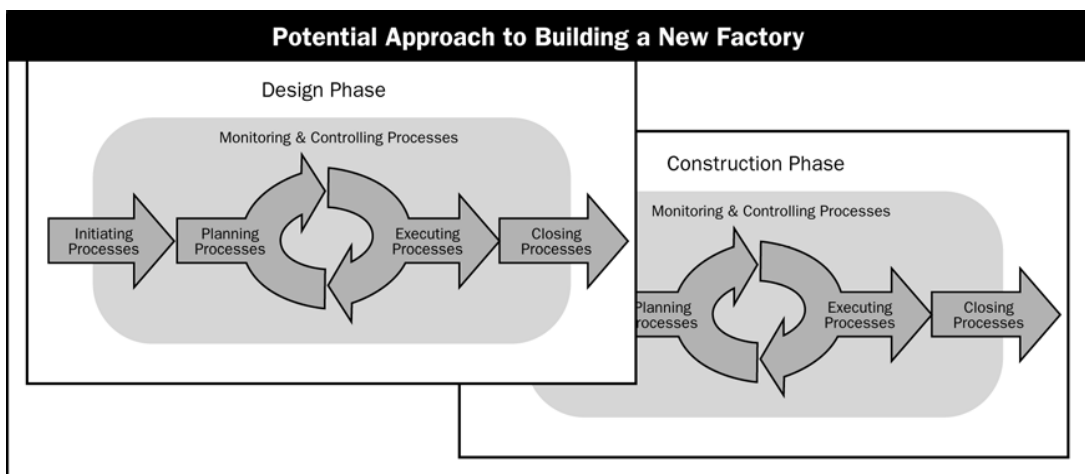 Potential Approach to Building a New Factory
Design Phase
Monitoring & Controlling Processes
Initiating
Processes
Planning
Processes
Executing
Processes
Closing
Processes
Construction Phase
Monitoring & Controlling Processes
Planning
rocesses
Executing
Processes
Closing
Processes